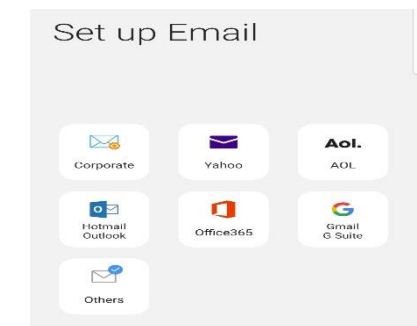 Set up Email
Corporate
Yahoo
Aol.
AOL
Hotmail
Outlook
Office365
G
Gmail
G Suite
Others